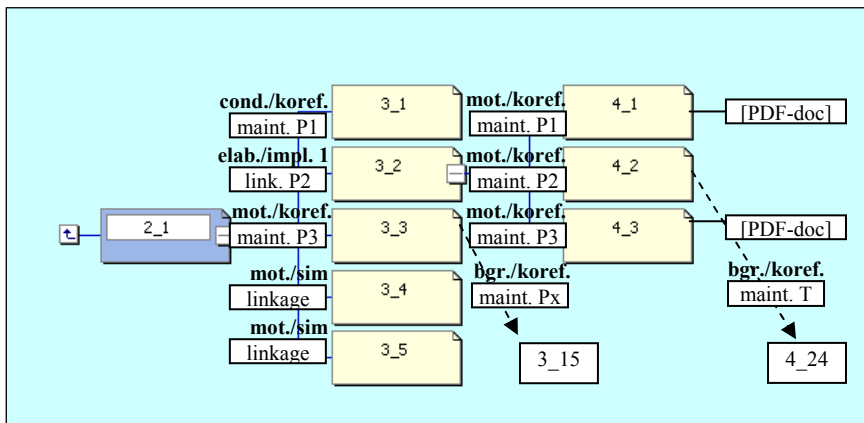 cond./koref.
maint. P1
3_1
mot./koref.
maint. P1
4_1
[PDF-doc]
elab./impl. 1
link. P2
3_2
mot./koref.
maint. P2
4_2
2_1
mot./koref.
maint. P3
3_3
mot./koref.
maint. P3
4_3
[PDF-doc]
mot./sim
linkage
3_4
bgr./koref.
maint. Px
bgr./koref.
maint. T
mot./sim
linkage
3_5
3_15
4_24